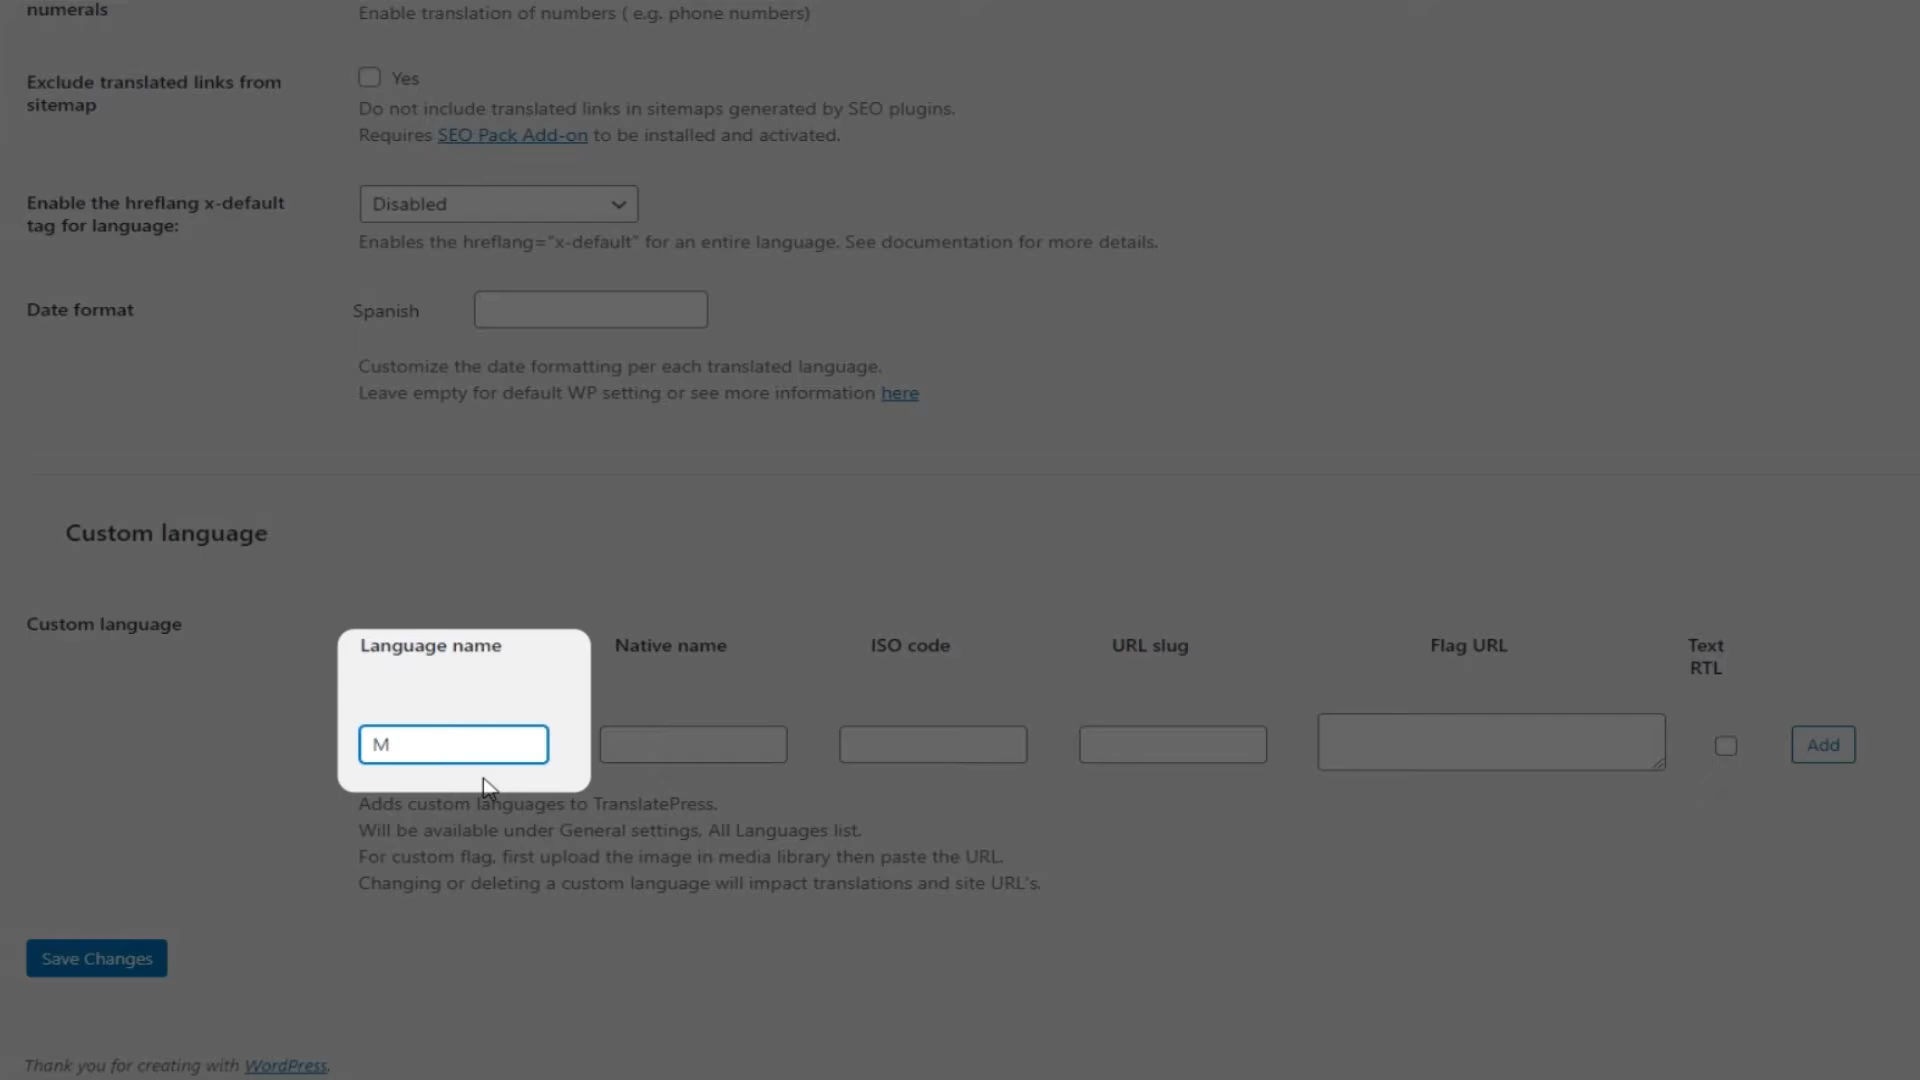 numerals
Enable translation of numbers ( e.g. phone numbers)
Exclude translated links from
sitemap
Yes
Do not include translated links in sitemaps generated by SEO plugins.
Requires SEO Pack Add-on to be installed and activated.
Enable the hreflang x-default
tag for language:
Disabled
Enables the hreflang="x-default" for an entire language. See documentation for more details.
Date format
Spanish
Customize the date formatting per each translated language.
Leave empty for default WP setting or see more information here
Custom language
Custom language
Language name
Native name
ISO code
URL slug
Flag URL
Text
RTL
M
Add
Adds custom languages to TranslatePress.
Will be available under General settings, All Languages list.
For custom flag, first upload the image in media library then paste the URL.
Changing or deleting a custom language will impact translations and site URL's.
Save Changes
Thank you for creating with WordPress.